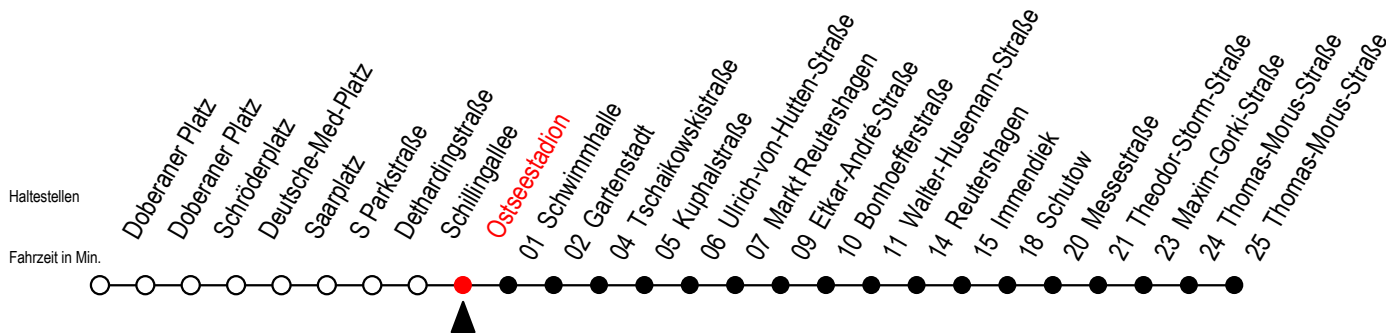 Haltestellen
Fahrzeit in Min.
Doberaner Platz
Doberaner Platz
Schröderplatz
Deutsche-Med-Platz
Saarplatz
S Parkstraße
Dethardingstraße
Schillingallee
Ostseestadion
01 Schwimmhalle
02 Gartenstadt
04 Tschaikowskistraße
05 Kuphalstraße
06 Ulrich-von-Hutten-Straße
07 Markt Reutershagen
09 Etkar-André-Straße
10 Bonhoefferstraße
11 Walter-Husemann-Straße
14 Reutershagen
15 Immendiek
18 Schutow
20 Messestraße
21 Theodor-Storm-Straße
23 Maxim-Gorki-Straße
24 Thomas-Morus-Straße
25 Thomas-Morus-Straße